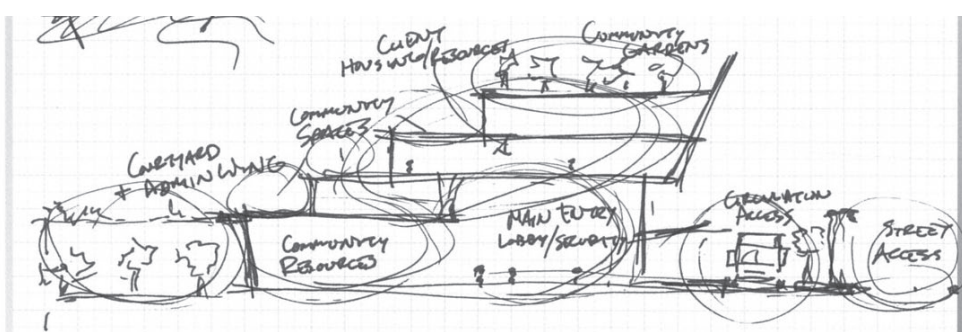 CLIENT
HOUSING/RESOURCES
COMMUNITY
GARDENS
COMMUNITY
SPACES
COURTYARD
+ ADMIN WING
COMMUNITY
RESOURCES
MAIN ENTRY
LOBBY/SECURITY
CIRCULATION
ACCESS
STREET
ACCESS